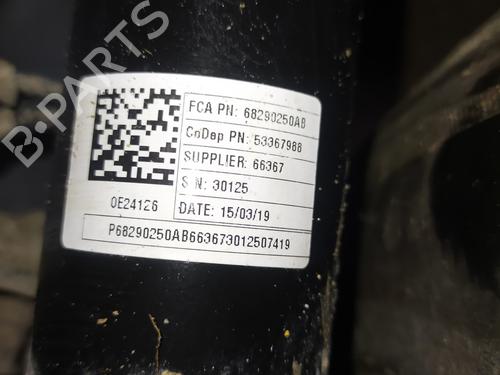 B-PARTS
FCA PN: 68290250AB
CoDep PN: 53367988
SUPPLIER: 66367
S N: 30125
0E24126
DATE: 15/03/19
P68290250AB663673012507419